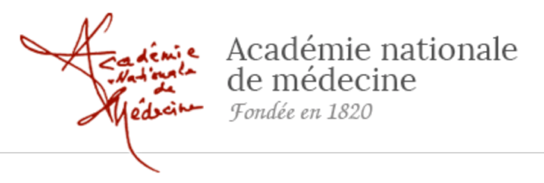 Académie
Nationale
de
Médecine
Académie nationale
de médecine
Fondée en 1820